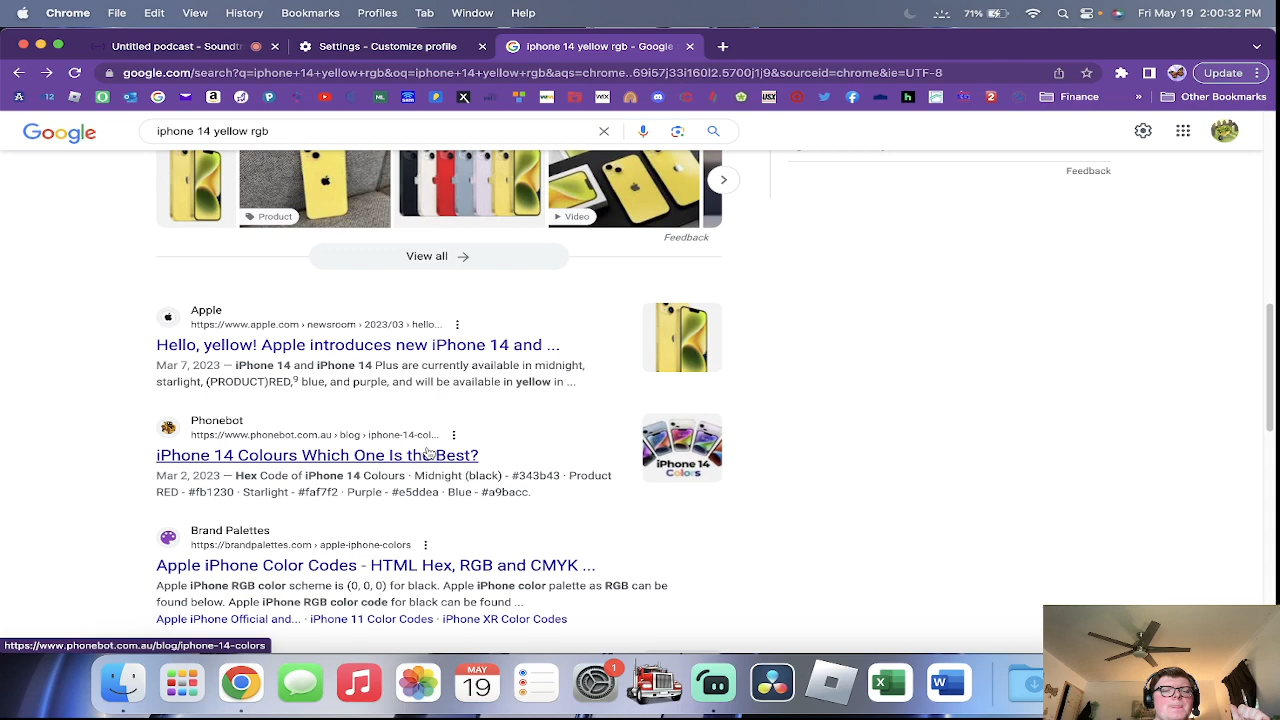 Chrome File Edit View History Bookmarks Profiles Tab Window Help 71% Fri May 19 2:00:32 PM
Untitled podcast - Soundt Settings - Customize profile iphone 14 yellow rgb - Google
google.com/search?q=iphone+14+yellow+rgb&oq=iphone+14+yellow+rgb&aqs=chrome..69i57j33i160l2.5700j1j9&sourceid=chrome&ie=UTF-8 Update
Finance » Other Bookmarks
Google iphone 14 yellow rgb
Feedback
Product Video
Feedback
View all
Apple
https://www.apple.com › newsroom › 2023/03 › hello...
Hello, yellow! Apple introduces new iPhone 14 and ...
Mar 7, 2023 — iPhone 14 and iPhone 14 Plus are currently available in midnight,
starlight, (PRODUCT)RED,⁹ blue, and purple, and will be available in yellow in ...
Phonebot
https://www.phonebot.com.au › blog › iphone-14-col...
iPhone 14 Colours Which One Is the Best?
Mar 2, 2023 — Hex Code of iPhone 14 Colours · Midnight (black) - #343b43 · Product
RED - #fb1230 · Starlight - #faf7f2 · Purple - #e5ddea · Blue - #a9bacc.
iPhone 14
Colors
Brand Palettes
https://brandpalettes.com › apple-iphone-colors
Apple iPhone Color Codes - HTML Hex, RGB and CMYK ...
Apple iPhone RGB color scheme is (0, 0, 0) for black. Apple iPhone color palette as RGB can be
found below. Apple iPhone RGB color code for black can be found ...
Apple iPhone Official and... · iPhone 11 Color Codes · iPhone XR Color Codes
https://www.phonebot.com.au/blog/iphone-14-colors
MAY
19
1